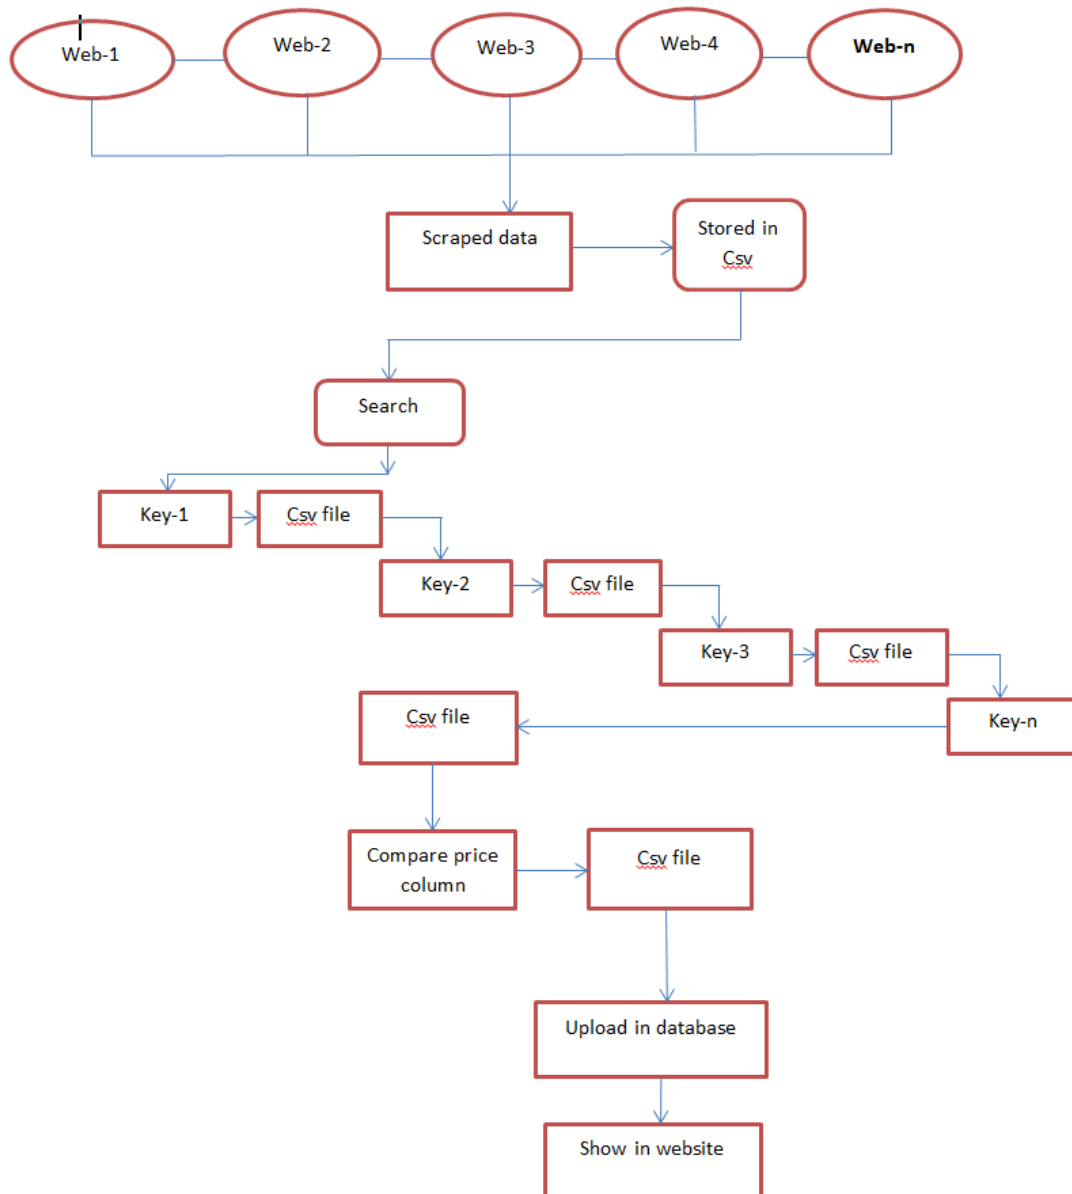 Web-1
Web-2
Web-3
Web-4
Web-n
Scraped data
Stored in
Csv
Search
Key-1
Csv file
Key-2
Csv file
Key-3
Csv file
Key-n
Csv file
Compare price
column
Csv file
Upload in database
Show in website